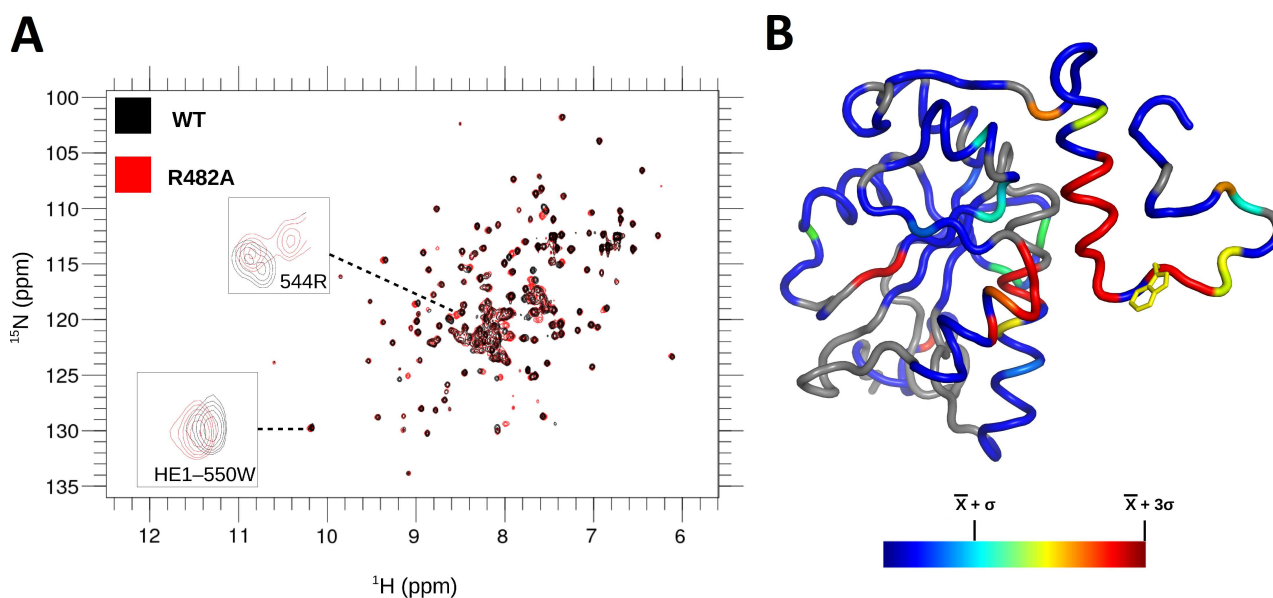 A
B
WT
R482A
544R
HE1–550W
100
105
110
115
120
125
130
135
¹⁵N (ppm)
12
11
10
9
8
7
6
¹H (ppm)
X̅ + σ
X̅ + 3σ